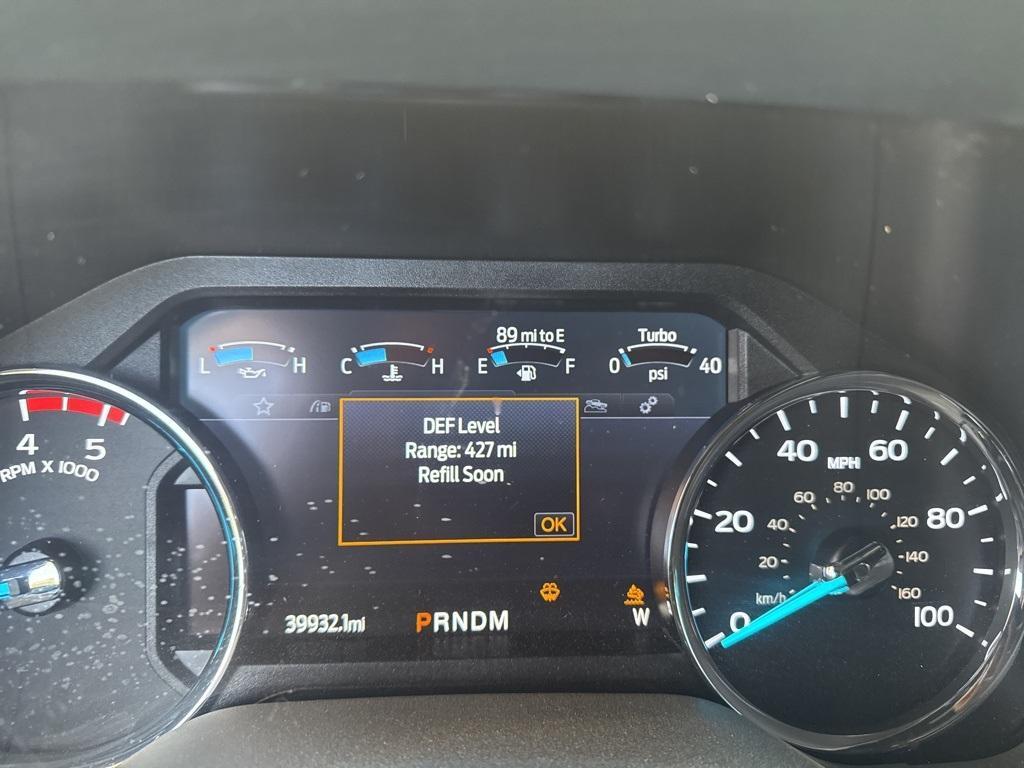 89 mi to E
Turbo
L H
C H
E F
0 40
psi
DEF Level
Range: 427 mi
Refill Soon
OK
39932.1mi
PRNDM
W
4 5
RPM X 1000
0 20 40 60 80 100
MPH
20 40 60 80 100 120 140 160
km/h